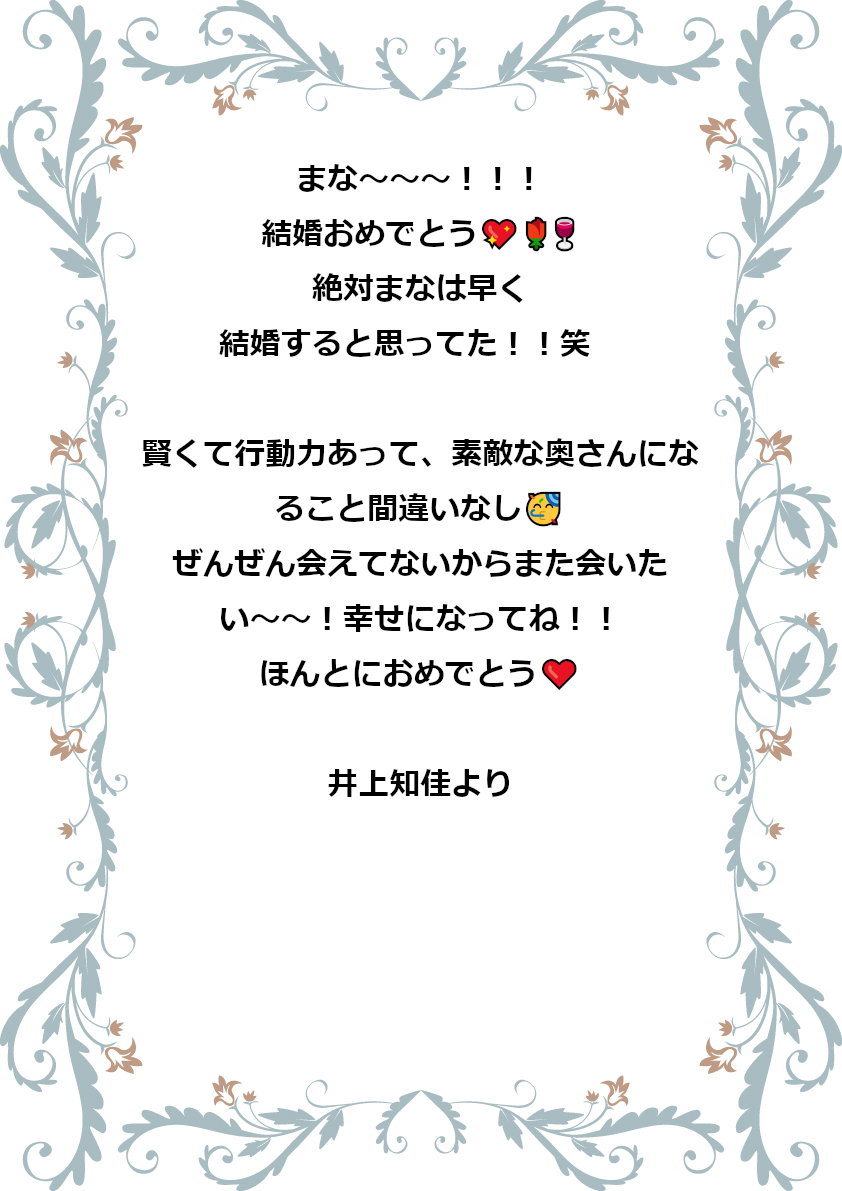 まな〜〜〜！！！
結婚おめでとう💖🌹🍷
絶対まなは早く
結婚すると思ってた！！笑
賢くて行動力あって、素敵な奥さんにな
ること間違いなし🥳
ぜんぜん会えてないからまた会いた
い〜〜！幸せになってね！！
ほんとにおめでとう❤️
井上知佳より